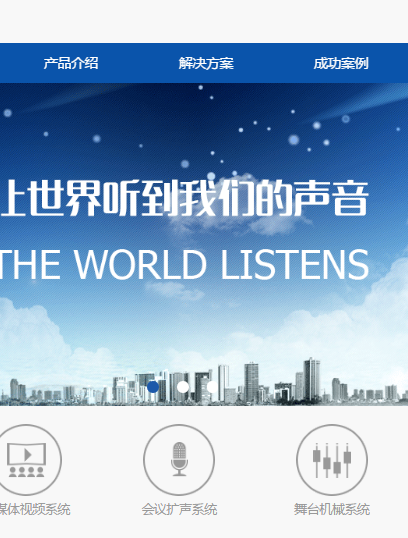 产品介绍 解决方案 成功案例
上世界听到我们的声音
THE WORLD LISTENS
媒体视频系统 会议扩声系统 舞台机械系统